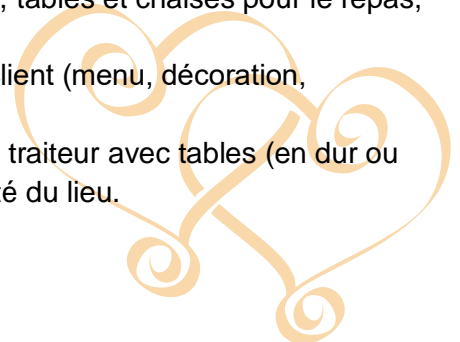 , tables et chaises pour le repas,
lient (menu, décoration,
traiteur avec tables (en dur ou
té du lieu.